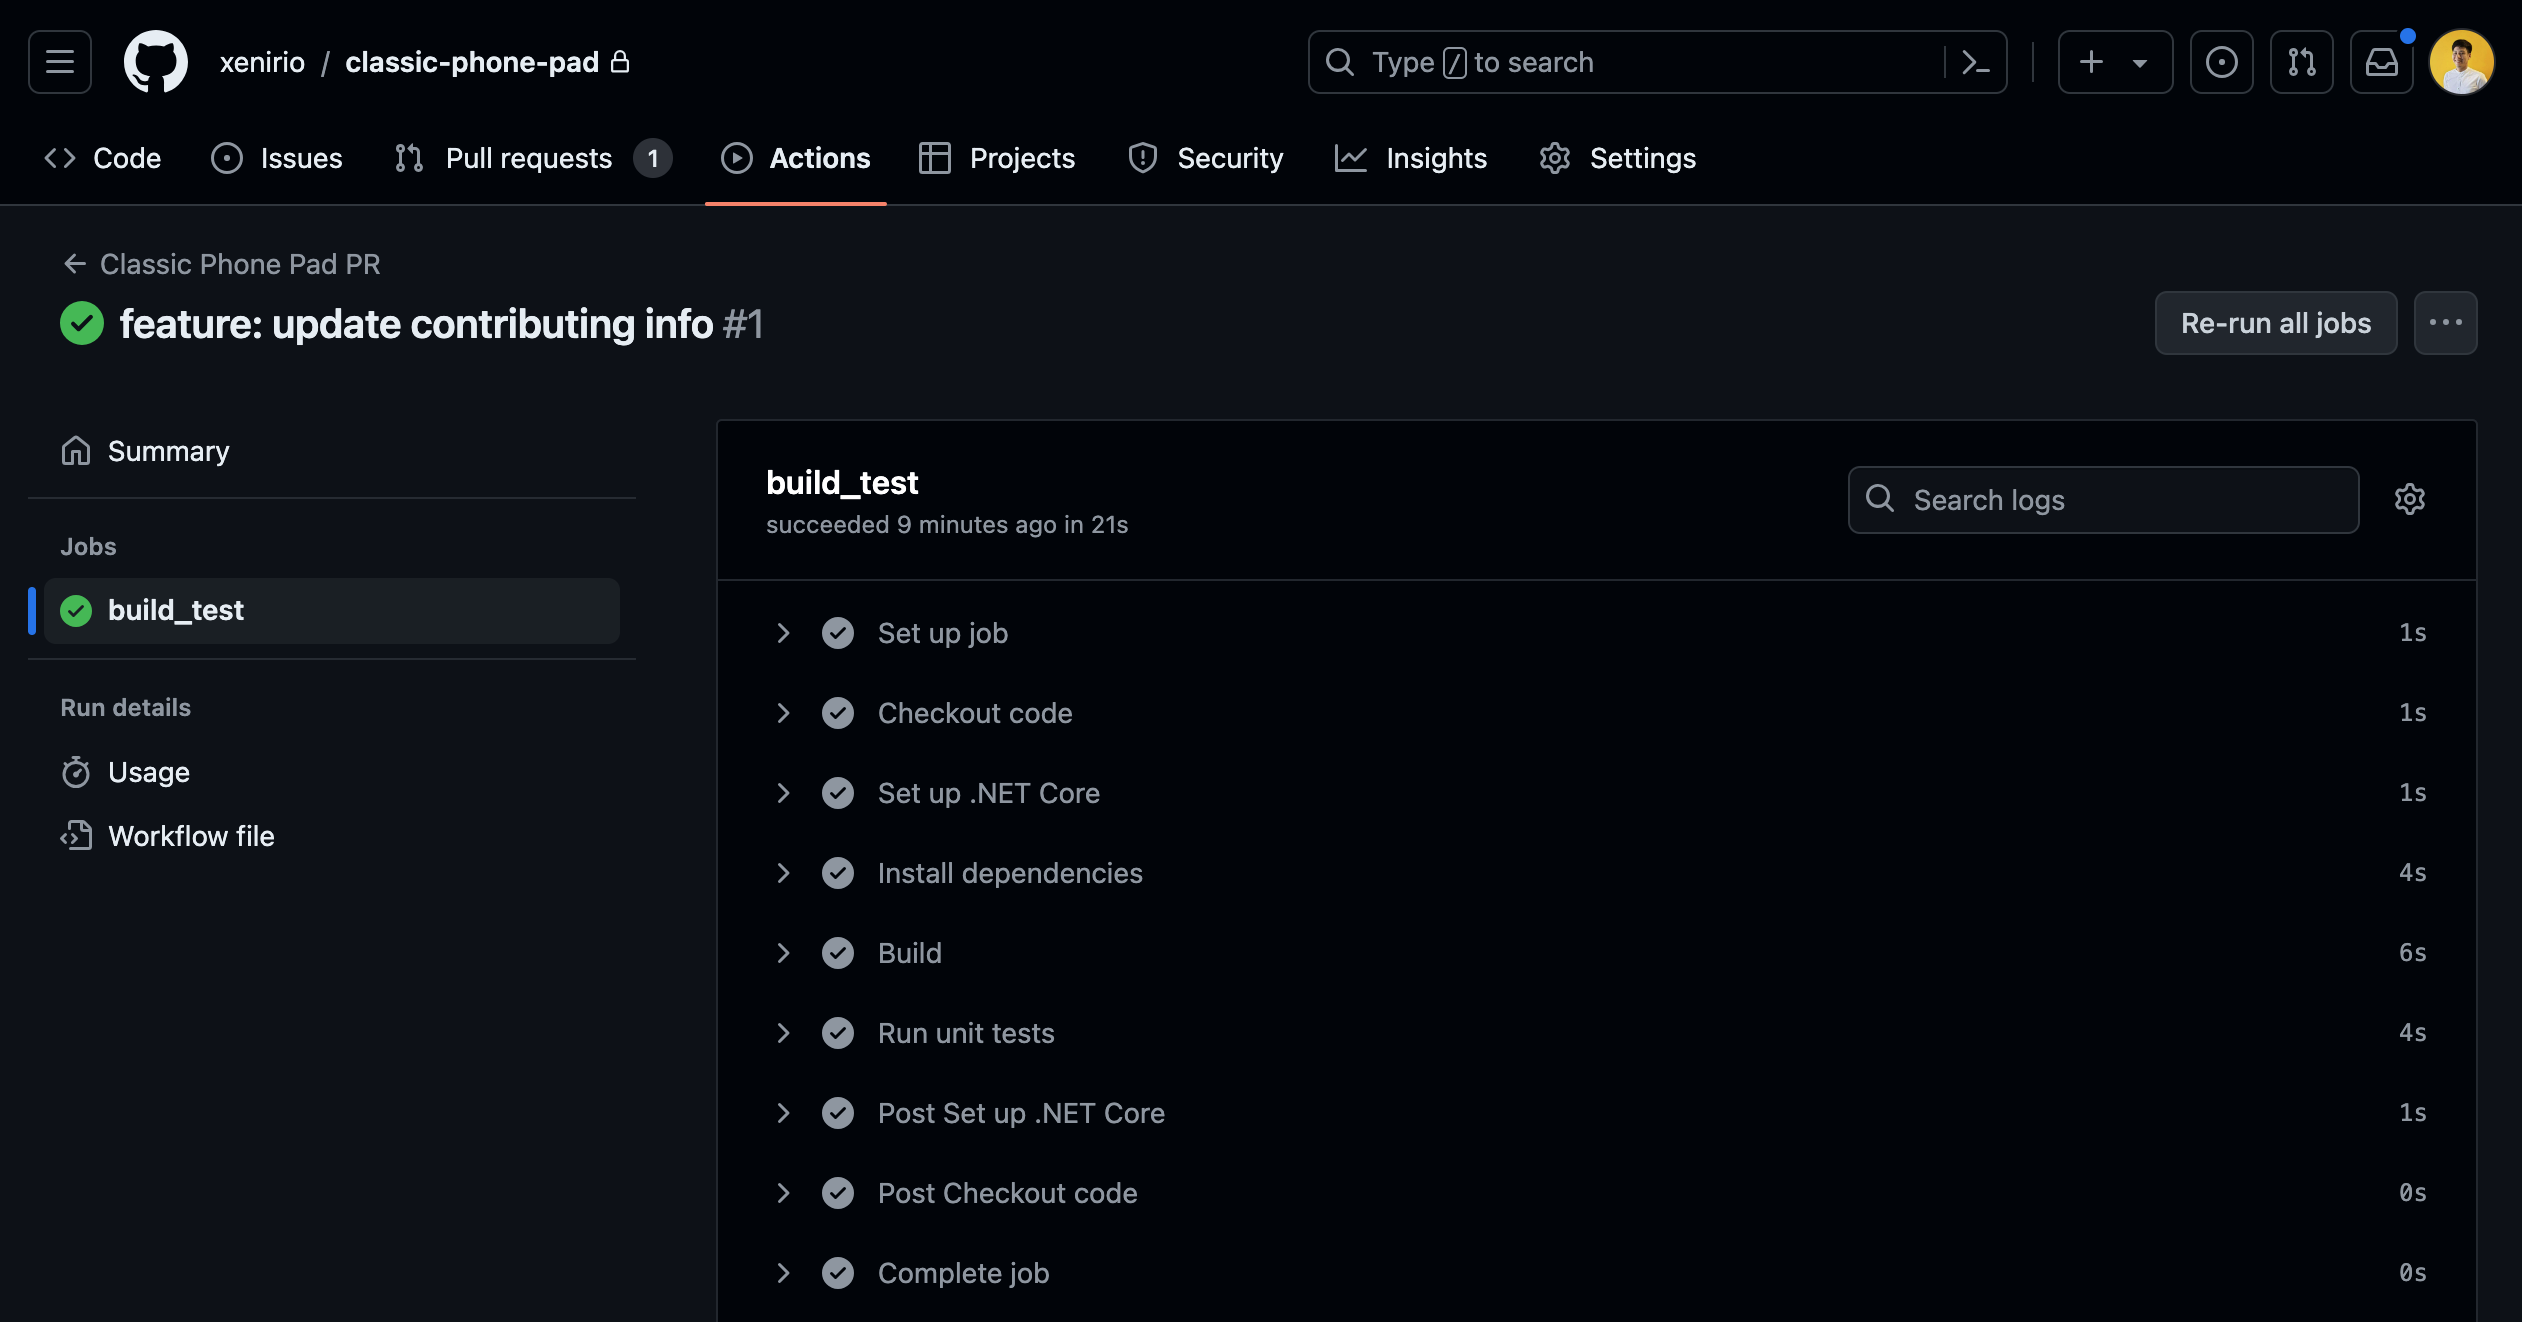 xenirio / classic-phone-pad
Type / to search
Code
Issues
Pull requests 1
Actions
Projects
Security
Insights
Settings
Classic Phone Pad PR
feature: update contributing info #1
Re-run all jobs
Summary
Jobs
build_test
Run details
Usage
Workflow file
build_test
succeeded 9 minutes ago in 21s
Search logs
Set up job 1s
Checkout code 1s
Set up .NET Core 1s
Install dependencies 4s
Build 6s
Run unit tests 4s
Post Set up .NET Core 1s
Post Checkout code 0s
Complete job 0s